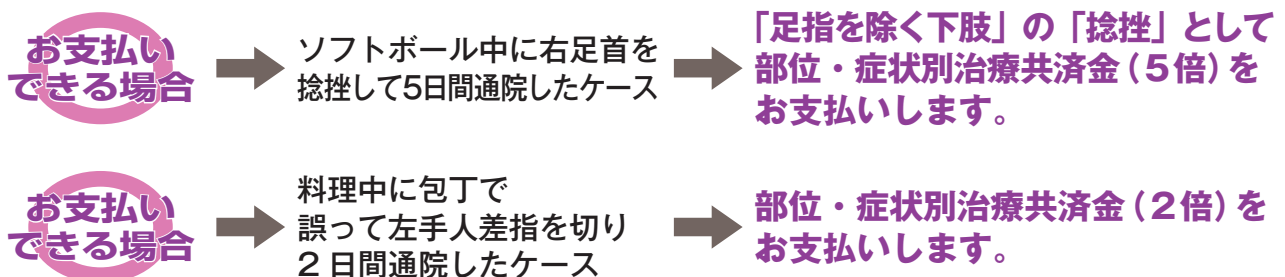 お支払い
できる場合
ソフトボール中に右足首を
捻挫して5日間通院したケース
「足指を除く下肢」の「捻挫」として
部位・症状別治療共済金（5倍）を
お支払いします。
お支払い
できる場合
料理中に包丁で
誤って左手人差指を切り
2日間通院したケース
部位・症状別治療共済金（2倍）を
お支払いします。